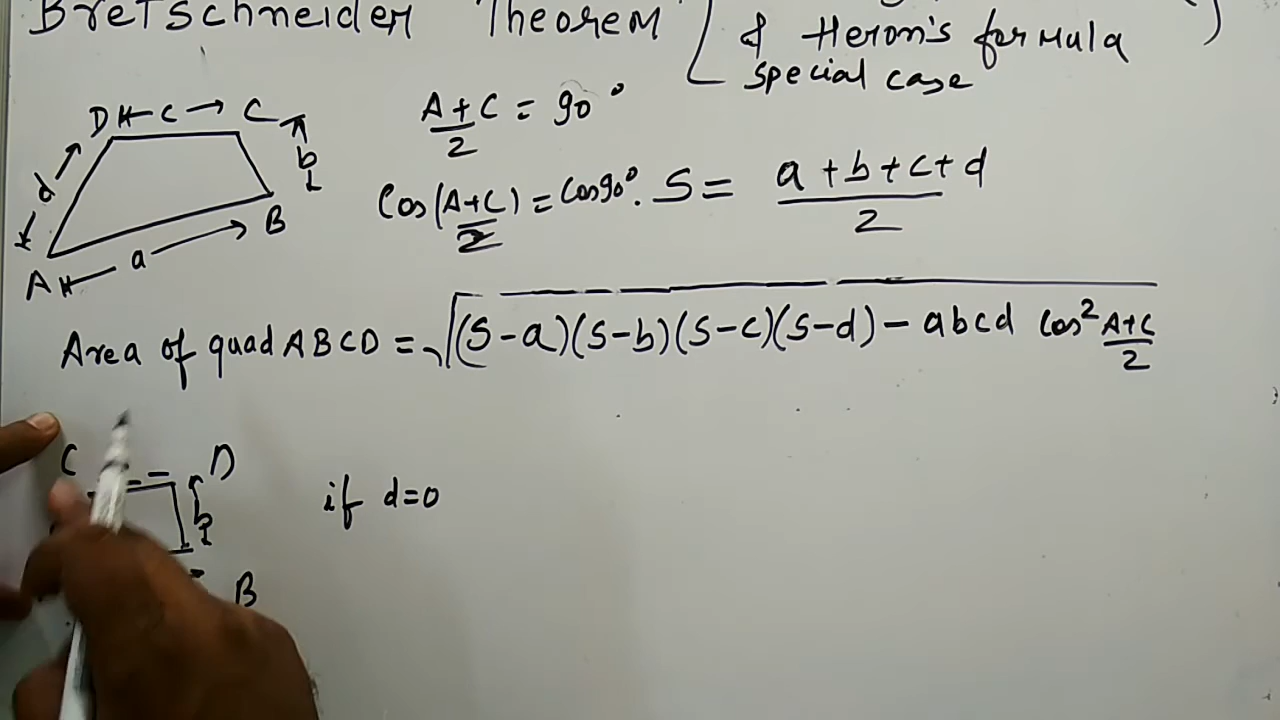 Bretschneider Theorem
& Heron's formula
special case
D c C
b
d
B
a
A
A+C/2 = 90°
Cos(A+C/2) = Cos90°. S = a+b+c+d/2
Area of quad ABCD = √(S-a)(S-b)(S-c)(S-d) - abcd cos² A+C/2
C D
b
B
if d=0